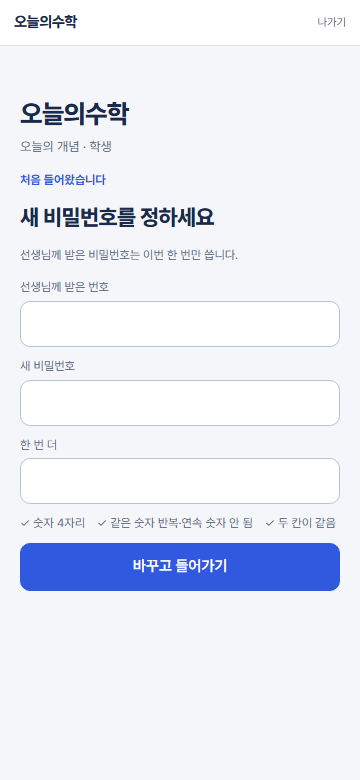 오늘의수학
나가기
오늘의수학
오늘의 개념 · 학생
처음 들어왔습니다
새 비밀번호를 정하세요
선생님께 받은 비밀번호는 이번 한 번만 씁니다.
선생님께 받은 번호
새 비밀번호
한 번 더
✓ 숫자 4자리 ✓ 같은 숫자 반복·연속 숫자 안 됨 ✓ 두 칸이 같음
바꾸고 들어가기